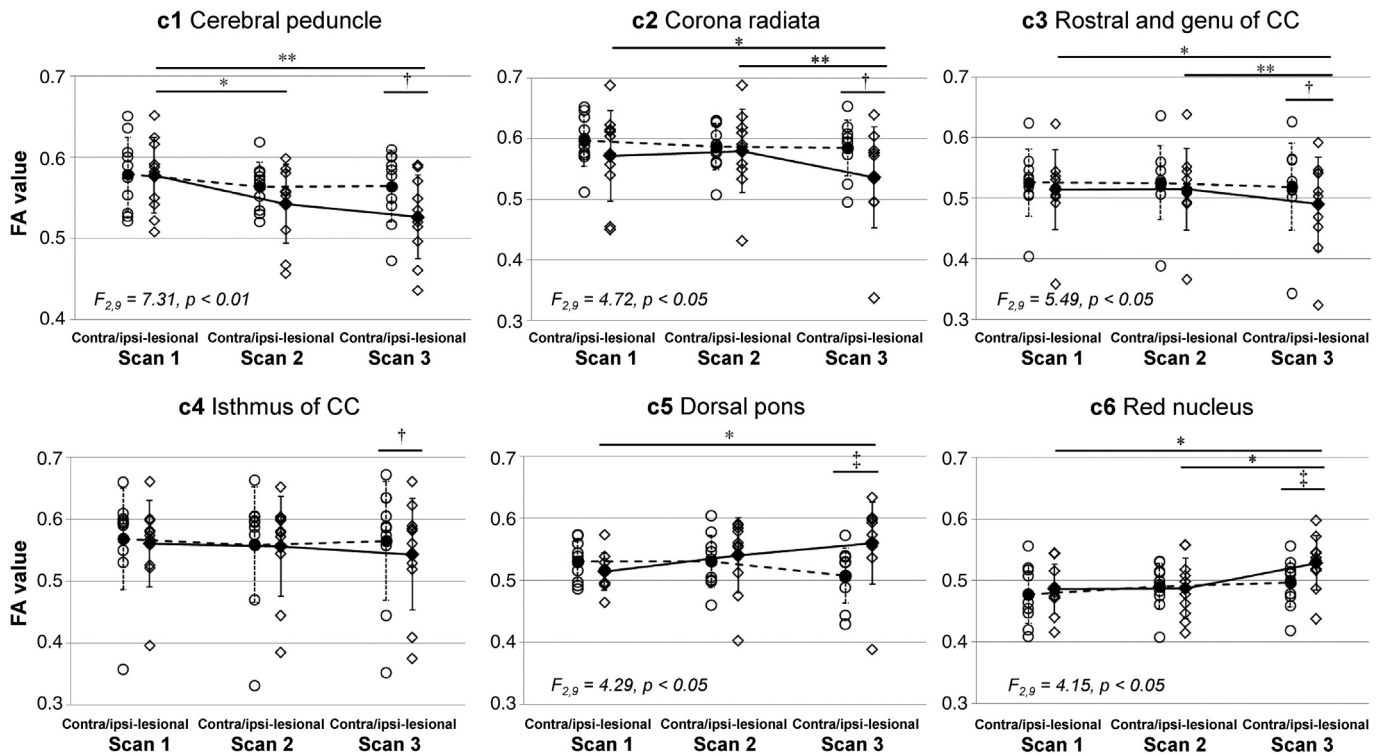 c1 Cerebral peduncle
**
*
†
FA value
0.7
0.6
0.5
0.4
F2,9 = 7.31, p < 0.01
Contra/ipsi-lesional Contra/ipsi-lesional Contra/ipsi-lesional
Scan 1 Scan 2 Scan 3
c2 Corona radiata
*
**
†
0.7
0.6
0.5
0.4
0.3
F2,9 = 4.72, p < 0.05
Contra/ipsi-lesional Contra/ipsi-lesional Contra/ipsi-lesional
Scan 1 Scan 2 Scan 3
c3 Rostral and genu of CC
*
**
†
0.7
0.6
0.5
0.4
0.3
F2,9 = 5.49, p < 0.05
Contra/ipsi-lesional Contra/ipsi-lesional Contra/ipsi-lesional
Scan 1 Scan 2 Scan 3
c4 Isthmus of CC
†
FA value
0.7
0.6
0.5
0.4
0.3
Contra/ipsi-lesional Contra/ipsi-lesional Contra/ipsi-lesional
Scan 1 Scan 2 Scan 3
c5 Dorsal pons
*
‡
0.7
0.6
0.5
0.4
0.3
F2,9 = 4.29, p < 0.05
Contra/ipsi-lesional Contra/ipsi-lesional Contra/ipsi-lesional
Scan 1 Scan 2 Scan 3
c6 Red nucleus
*
*
‡
0.7
0.6
0.5
0.4
0.3
F2,9 = 4.15, p < 0.05
Contra/ipsi-lesional Contra/ipsi-lesional Contra/ipsi-lesional
Scan 1 Scan 2 Scan 3